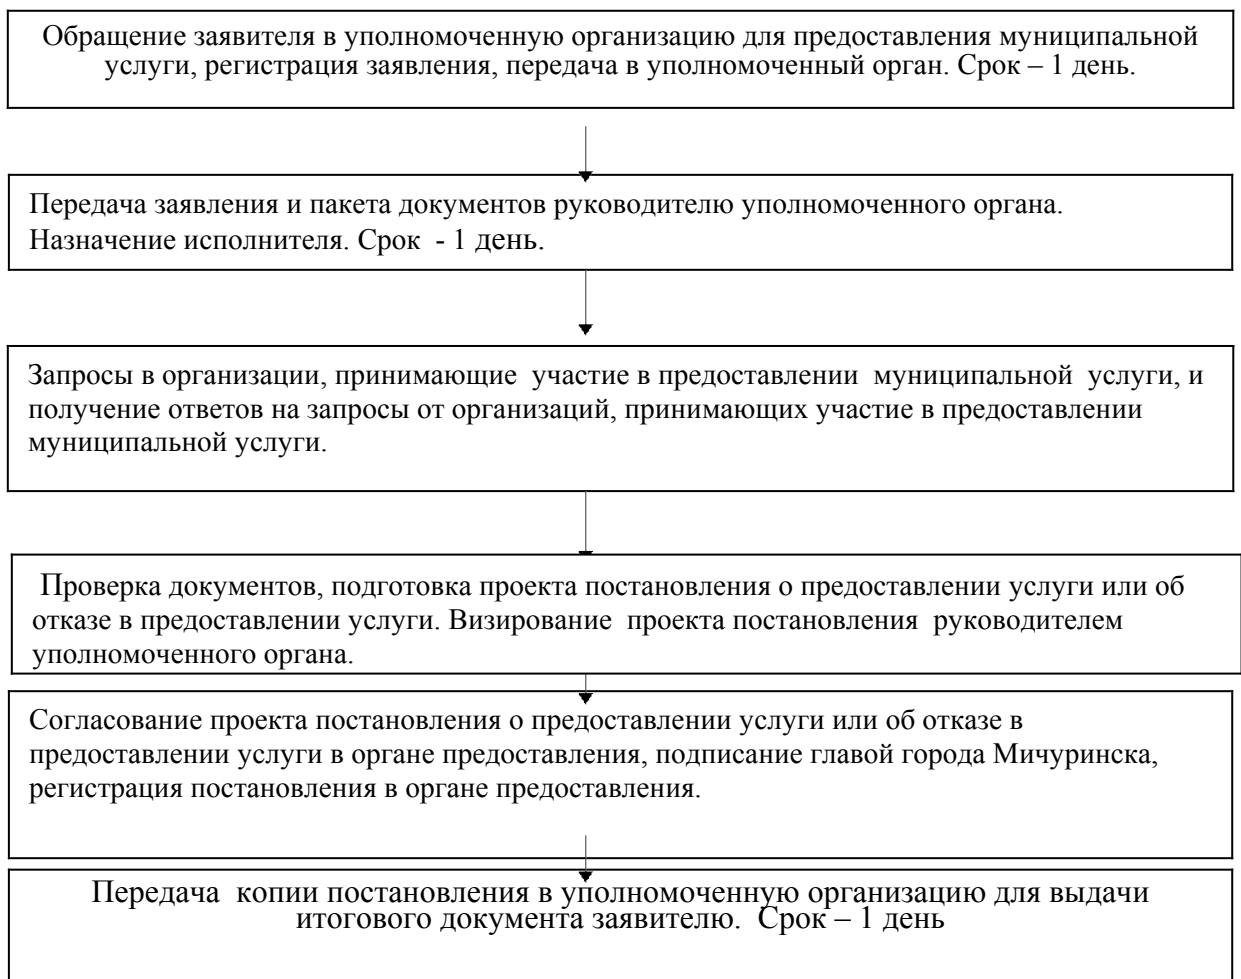 Обращение заявителя в уполномоченную организацию для предоставления муниципальной
услуги, регистрация заявления, передача в уполномоченный орган. Срок – 1 день.
Передача заявления и пакета документов руководителю уполномоченного органа.
Назначение исполнителя. Срок - 1 день.
Запросы в организации, принимающие участие в предоставлении муниципальной услуги, и
получение ответов на запросы от организаций, принимающих участие в предоставлении
муниципальной услуги.
Проверка документов, подготовка проекта постановления о предоставлении услуги или об
отказе в предоставлении услуги. Визирование проекта постановления руководителем
уполномоченного органа.
Согласование проекта постановления о предоставлении услуги или об отказе в
предоставлении услуги в органе предоставления, подписание главой города Мичуринска,
регистрация постановления в органе предоставления.
Передача копии постановления в уполномоченную организацию для выдачи
итогового документа заявителю. Срок – 1 день